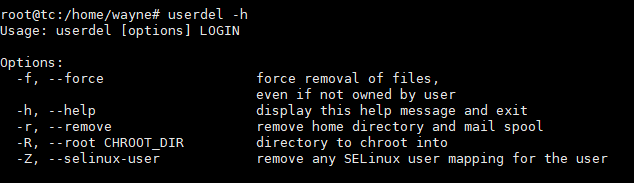 root@tc:/home/wayne# userdel -h
Usage: userdel [options] LOGIN

Options:
  -f, --force                   force removal of files,
                                even if not owned by user
  -h, --help                    display this help message and exit
  -r, --remove                  remove home directory and mail spool
  -R, --root CHROOT_DIR         directory to chroot into
  -Z, --selinux-user            remove any SELinux user mapping for the user